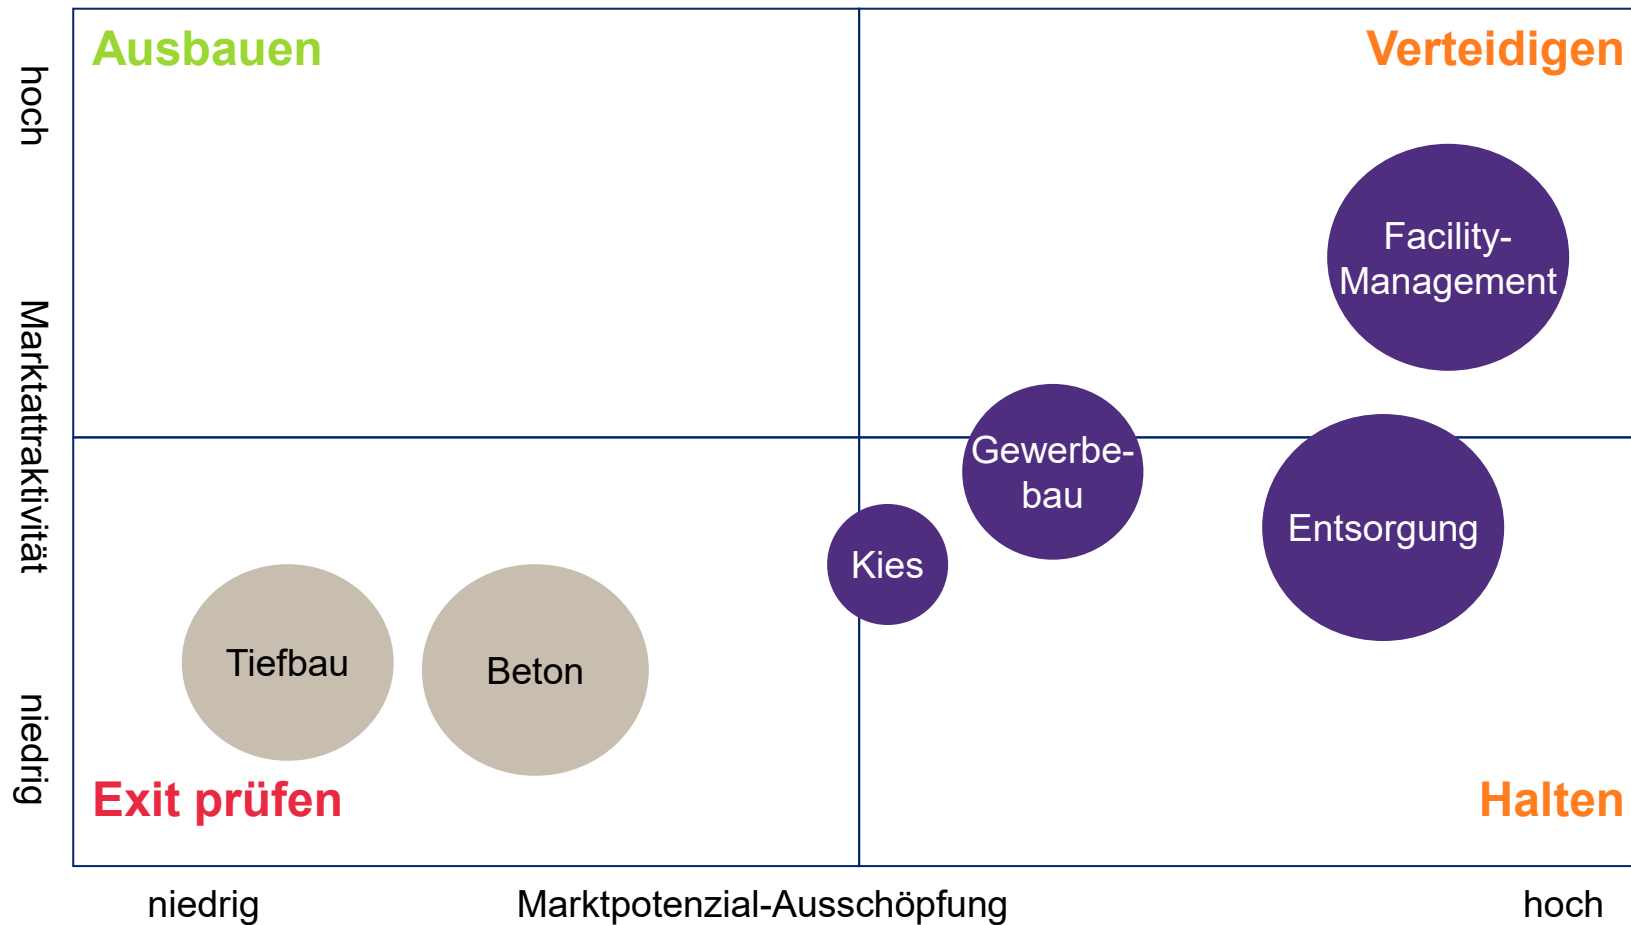 Ausbauen
Verteidigen
hoch
Marktattraktivität
niedrig
Facility-
Management
Gewerbe-
bau
Entsorgung
Kies
Tiefbau
Beton
Exit prüfen
Halten
niedrig
Marktpotenzial-Ausschöpfung
hoch